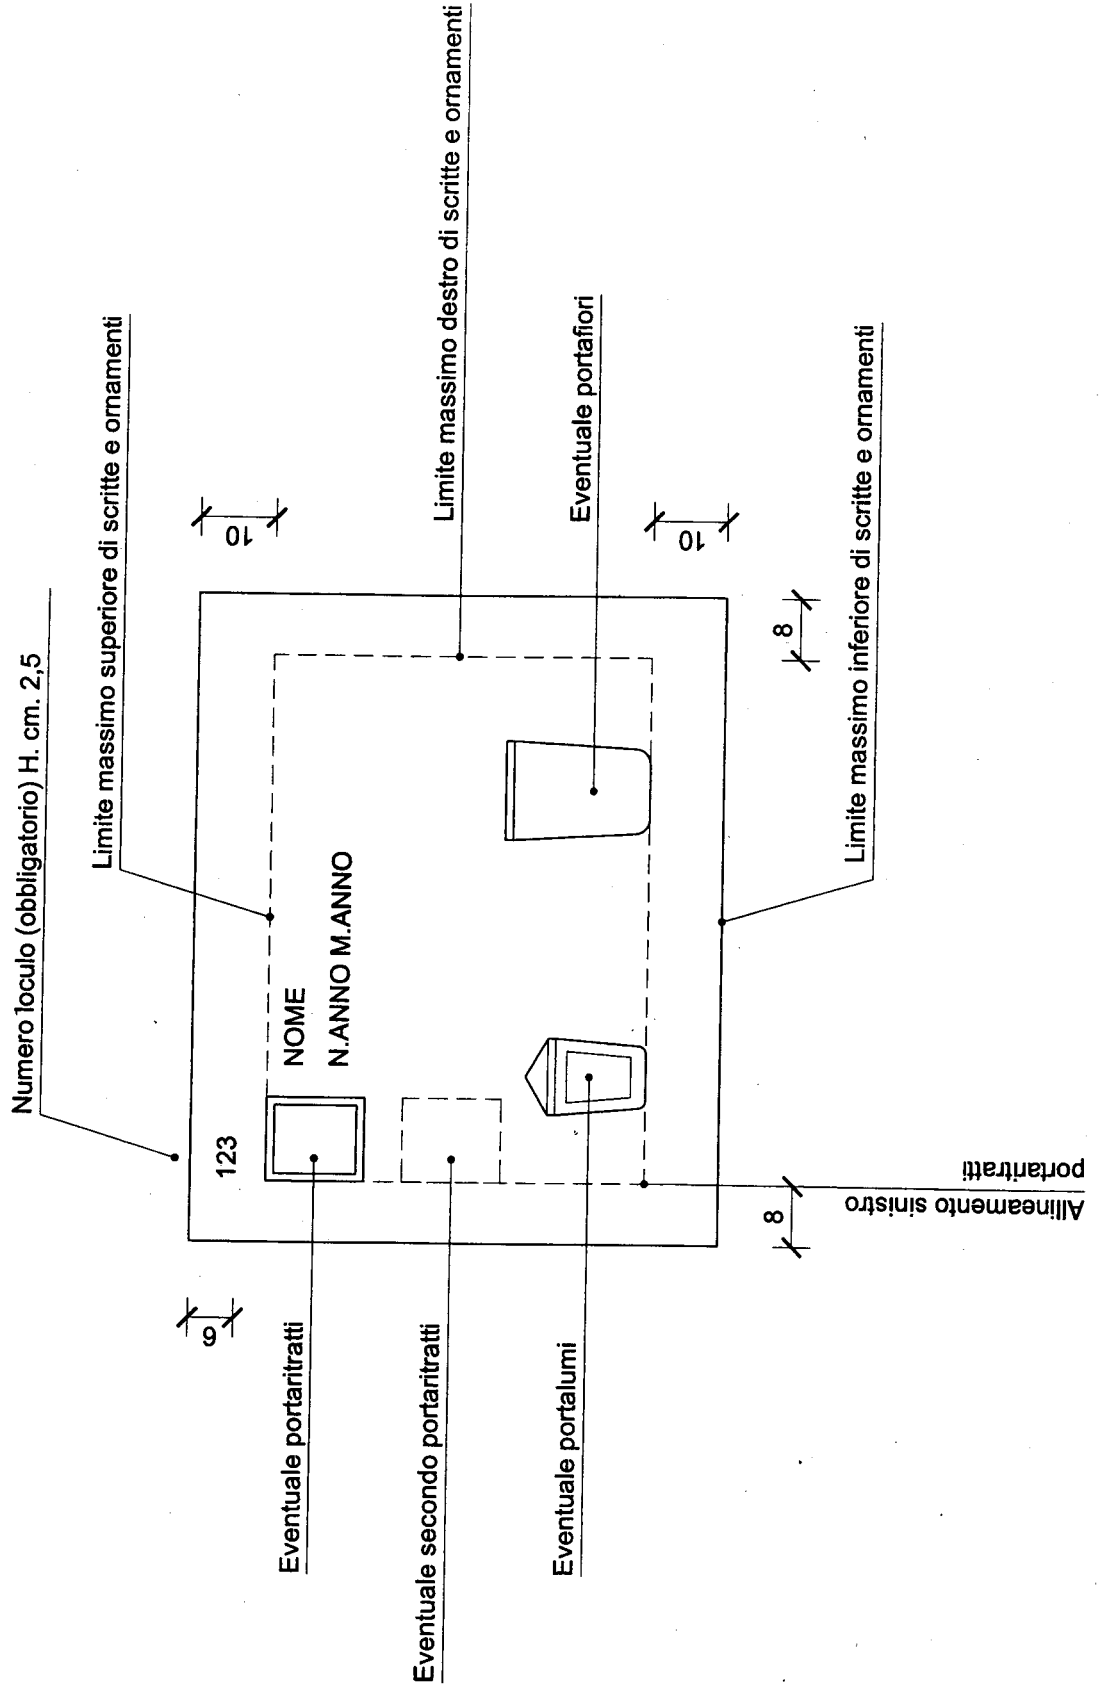 Numero loculo (obbligatorio) H. cm. 2,5
Limite massimo superiore di scritte e ornamenti
6
10
123
NOME
N.ANNO M.ANNO
Eventuale portaritratti
Limite massimo destro di scritte e ornamenti
Eventuale secondo portaritratti
Eventuale portalumi
Eventuale portafiori
10
8
8
Limite massimo inferiore di scritte e ornamenti
Allineamento sinistro
portaritratti